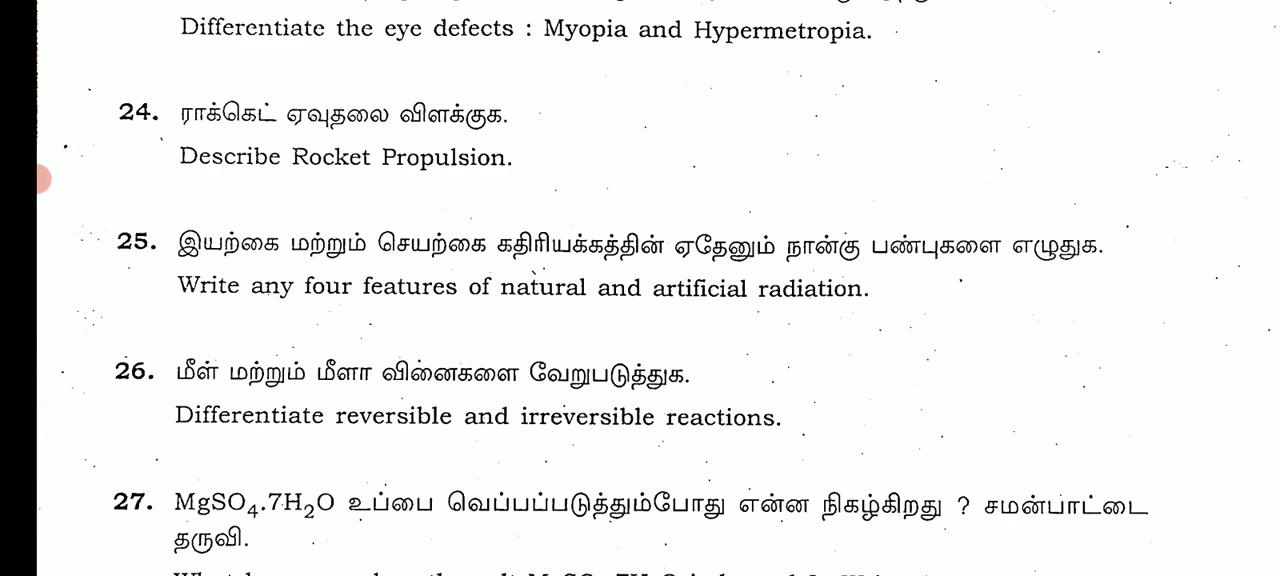 Differentiate the eye defects : Myopia and Hypermetropia.
24. ராக்கெட் ஏவுதலை விளக்குக.
Describe Rocket Propulsion.
25. இயற்கை மற்றும் செயற்கை கதிரியக்கத்தின் ஏதேனும் நான்கு பண்புகளை எழுதுக.
Write any four features of natural and artificial radiation.
26. மீள் மற்றும் மீளா வினைகளை வேறுபடுத்துக.
Differentiate reversible and irreversible reactions.
27. MgSO₄.7H₂O உப்பை வெப்பப்படுத்தும்போது என்ன நிகழ்கிறது ? சமன்பாட்டை
தருவி.